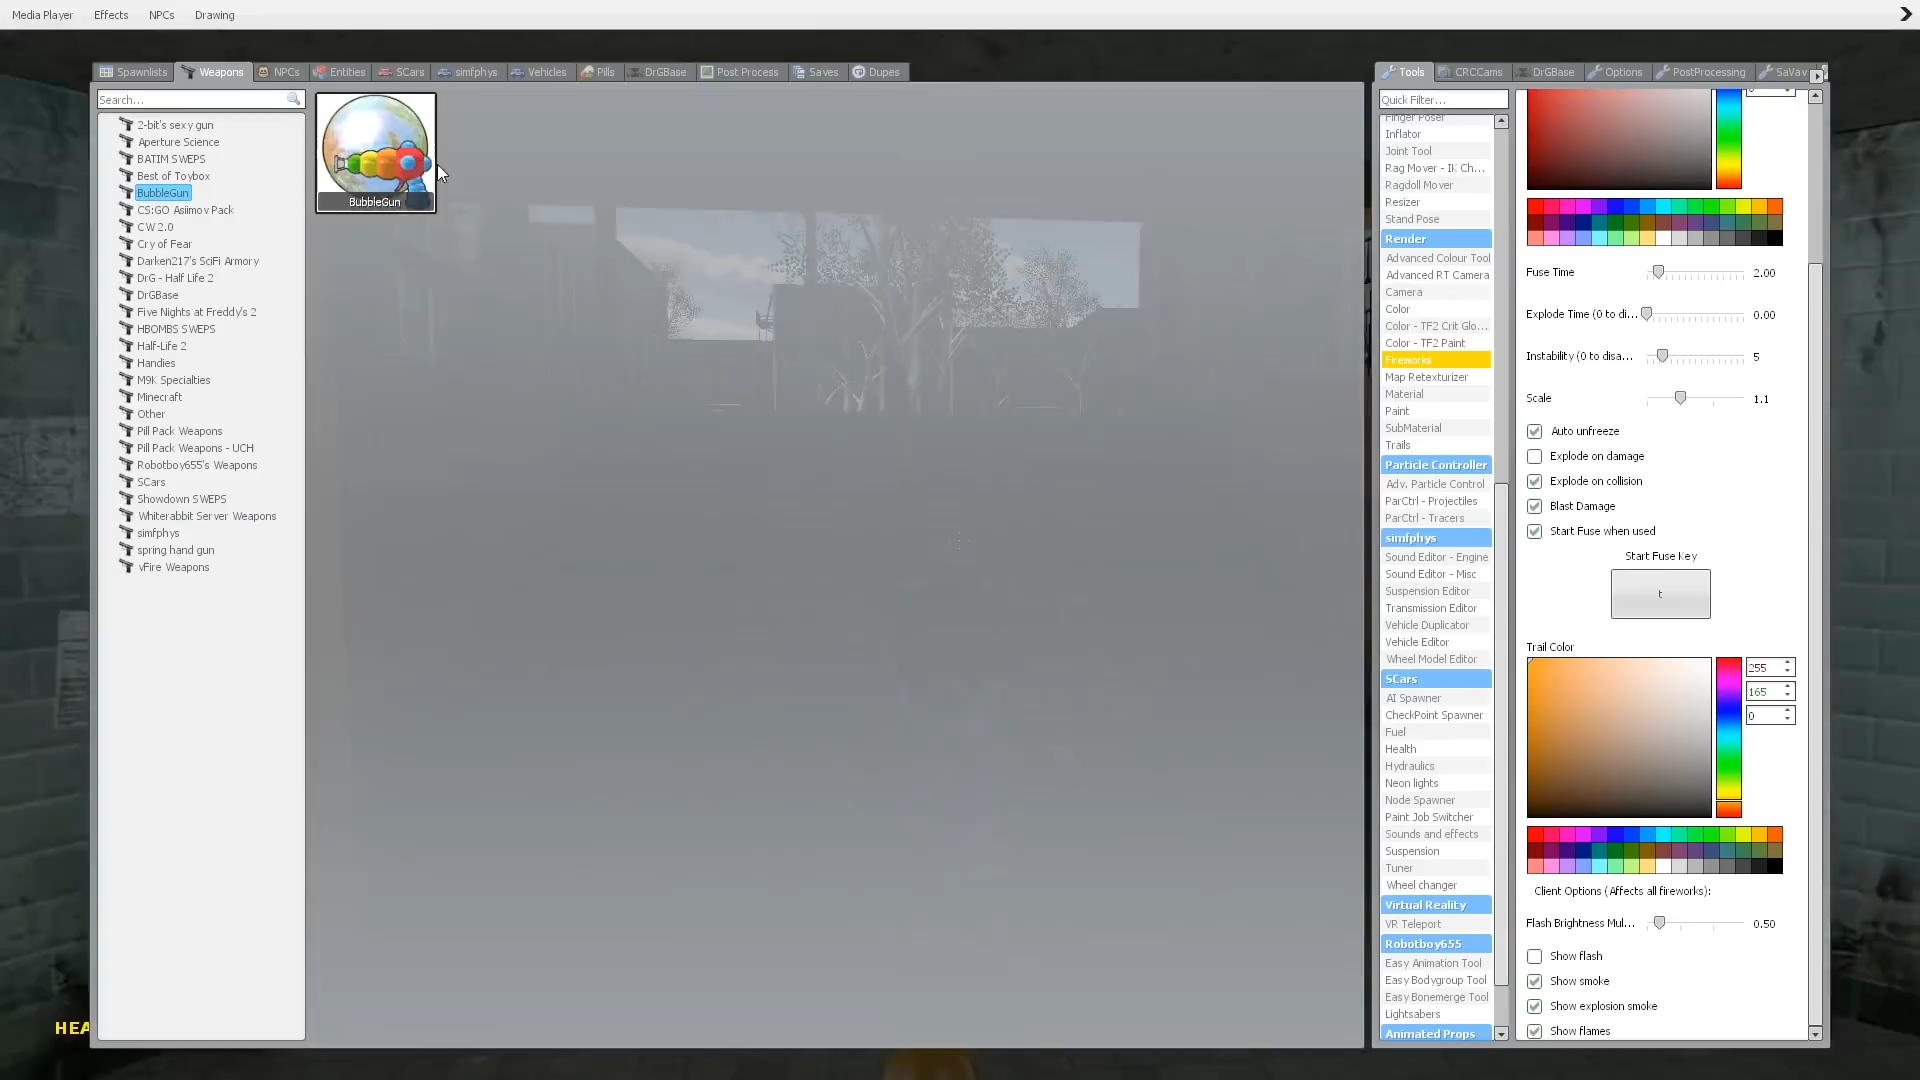 Media Player Effects NPCs Drawing
Spawnlists Weapons NPCs Entities SCars simfphys Vehicles Pills DrGBase Post Process Saves Dupes
Search...
2-bit's sexy gun
Aperture Science
BATIM SWEPS
Best of Toybox
BubbleGun
CS:GO Asiimov Pack
CW 2.0
Cry of Fear
Darken217's SciFi Armory
DrG - Half Life 2
DrGBase
Five Nights at Freddy's 2
HBOMBS SWEPS
Half-Life 2
Handies
M9K Specialties
Minecraft
Other
Pill Pack Weapons
Pill Pack Weapons - UCH
Robotboy655's Weapons
SCars
Showdown SWEPS
Whiterabbit Server Weapons
simfphys
spring hand gun
vFire Weapons
BubbleGun
HEA
Tools CRCCams DrGBase Options PostProcessing SaVav
Quick Filter...
Finger Poser
Inflator
Joint Tool
Rag Mover - IK Ch...
Ragdoll Mover
Resizer
Stand Pose
Render
Advanced Colour Tool
Advanced RT Camera
Camera
Color
Color - TF2 Crit Glo...
Color - TF2 Paint
Fireworks
Map Retexturizer
Material
Paint
SubMaterial
Trails
Particle Controller
Adv. Particle Control
ParCtrl - Projectiles
ParCtrl - Tracers
simfphys
Sound Editor - Engine
Sound Editor - Misc
Suspension Editor
Transmission Editor
Vehicle Duplicator
Vehicle Editor
Wheel Model Editor
SCars
AI Spawner
CheckPoint Spawner
Fuel
Health
Hydraulics
Neon lights
Node Spawner
Paint Job Switcher
Sounds and effects
Suspension
Tuner
Wheel changer
Virtual Reality
VR Teleport
Robotboy655
Easy Animation Tool
Easy Bodygroup Tool
Easy Bonemerge Tool
Lightsabers
Animated Props
Fuse Time 2.00
Explode Time (0 to di... 0.00
Instability (0 to disa... 5
Scale 1.1
Auto unfreeze
Explode on damage
Explode on collision
Blast Damage
Start Fuse when used
Start Fuse Key
t
Trail Color
255
165
0
Client Options (Affects all fireworks):
Flash Brightness Mul... 0.50
Show flash
Show smoke
Show explosion smoke
Show flames